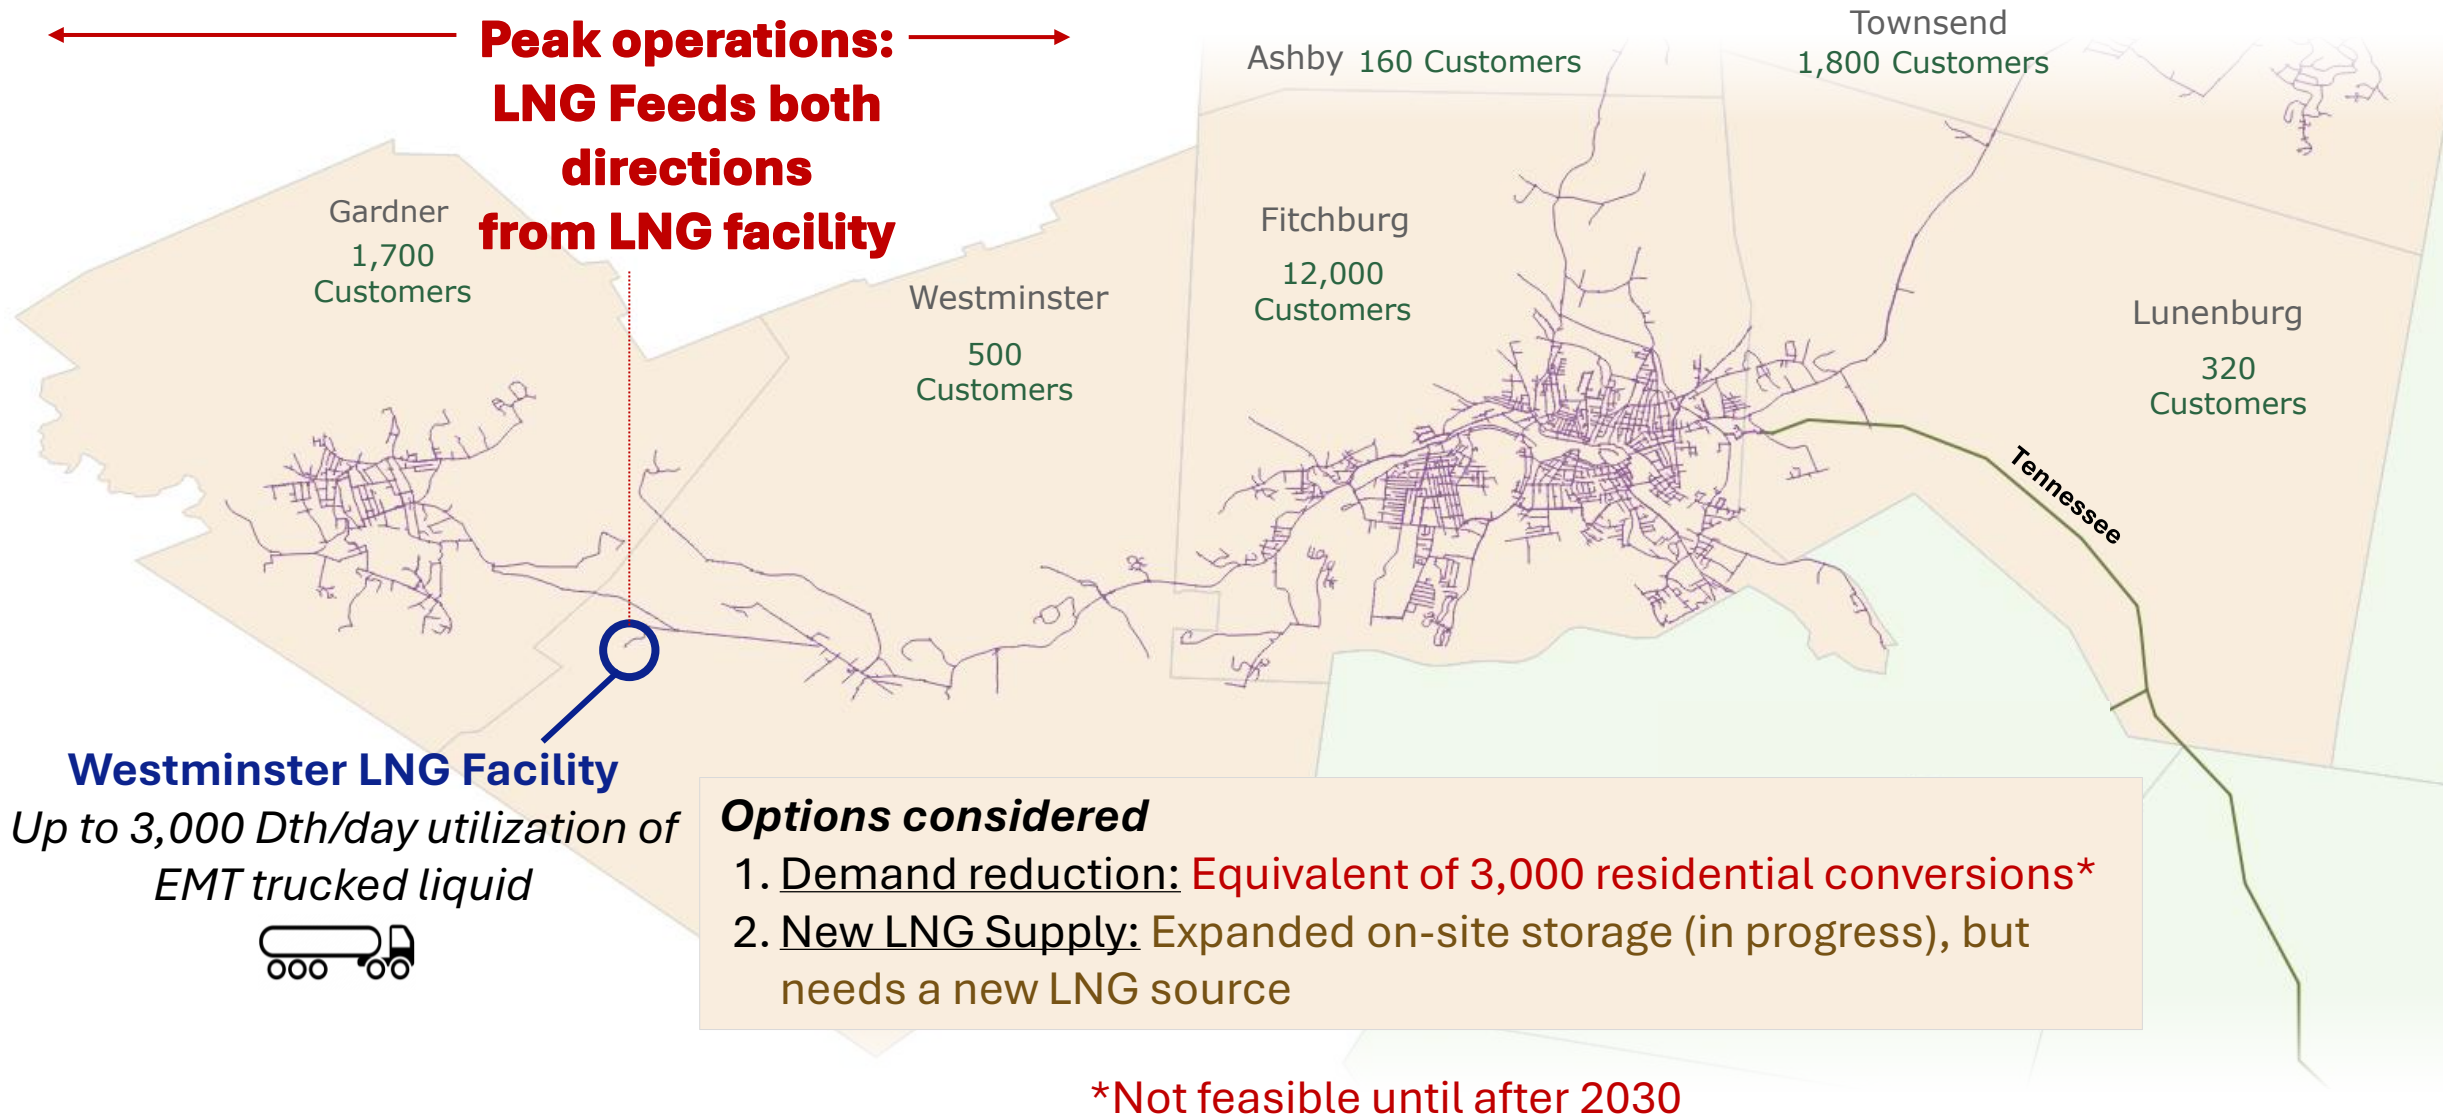 Peak operations:
LNG Feeds both
directions
from LNG facility
Ashby 160 Customers
Townsend
1,800 Customers
Gardner
1,700
Customers
Westminster
500
Customers
Fitchburg
12,000
Customers
Lunenburg
320
Customers
Tennessee
Westminster LNG Facility
Up to 3,000 Dth/day utilization of
EMT trucked liquid
Options considered
1. Demand reduction: Equivalent of 3,000 residential conversions*
2. New LNG Supply: Expanded on-site storage (in progress), but
needs a new LNG source
*Not feasible until after 2030